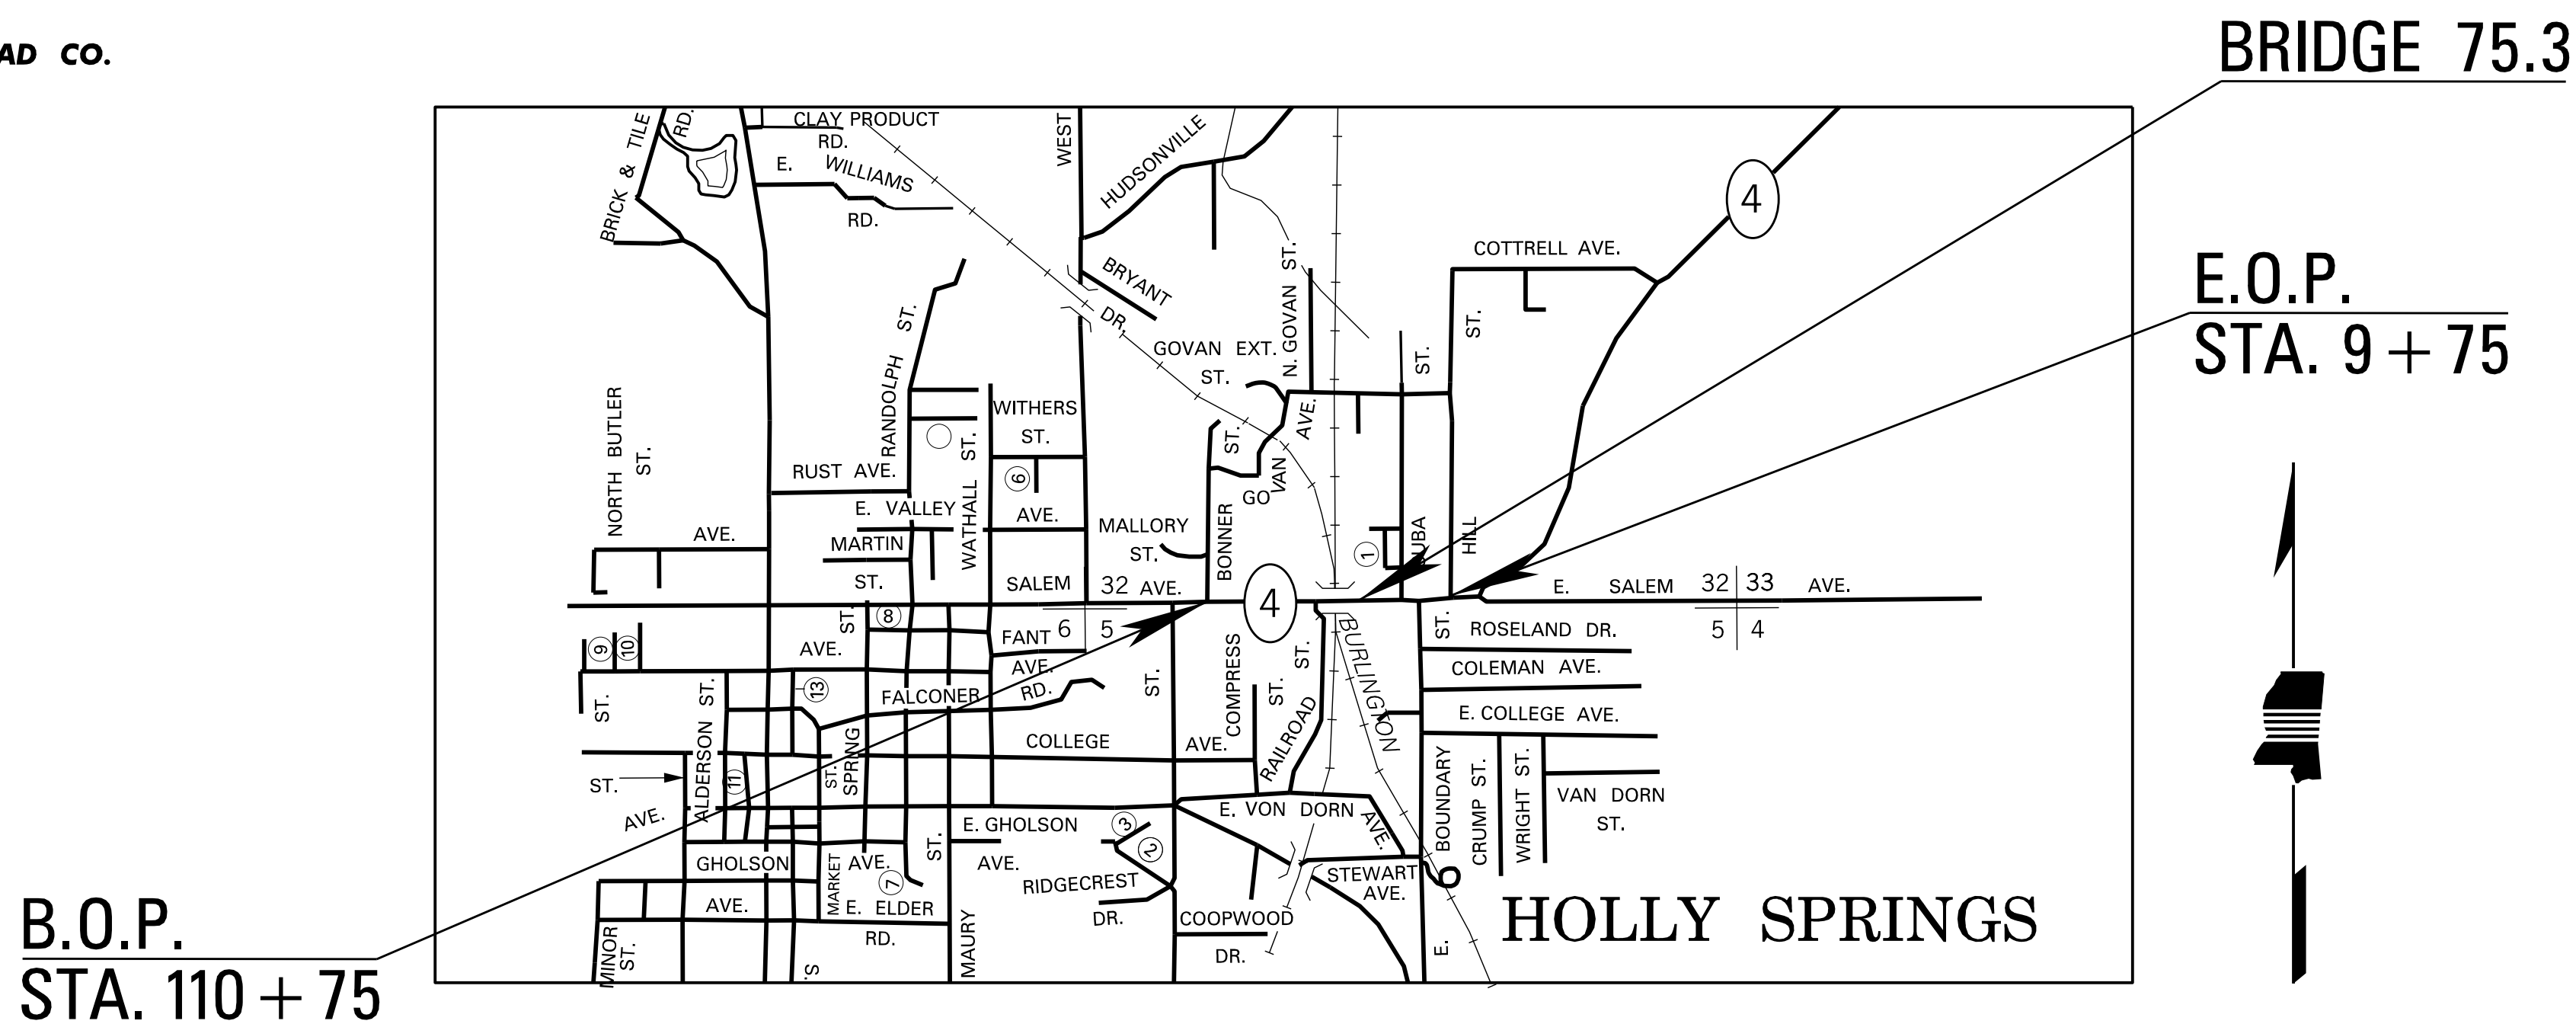 AD CO.
BRIDGE 75.3
E.O.P.
STA. 9 + 75
B.O.P.
STA. 110 + 75
HOLLY SPRINGS
BRICK & TILE
RD.
CLAY PRODUCT
RD.
E. WILLIAMS
RD.
WEST
HUDSONVILLE
BRYANT
DR.
4
COTTRELL AVE.
N. GOVAN ST.
GOVAN EXT.
ST.
ST.
ST.
RANDOLPH ST.
NORTH BUTLER
ST.
WITHERS
ST.
RUST AVE.
WATHALL ST.
6
ST.
GOVAN
AVE.
E. VALLEY
AVE.
MALLORY
ST.
BONNER
AVE.
MARTIN
ST.
1
UBA
HILL
SALEM 32 AVE.
4
E. SALEM 32 33 AVE.
6 5
5 4
ST.
8
FANT
AVE.
AVE.
9
10
13
ST.
ALDERSON ST.
FALCONER
RD.
ST.
COMPRESS
ST.
ST.
RAILROAD
BURLINGTON
ST.
ROSELAND DR.
COLEMAN AVE.
E. COLLEGE AVE.
COLLEGE AVE.
ST.
SPRING
ST.
11
AVE.
BOUNDARY
CRUMP ST.
WRIGHT ST.
VAN DORN
ST.
E. VON DORN
AVE.
E. GHOLSON
AVE.
3
2
ST.
GHOLSON AVE.
MARKET
7
RIDGECREST
DR.
STEWART
AVE.
AVE.
E. ELDER
RD.
COOPWOOD
DR.
MINOR
ST.
S.
MAURY
E.